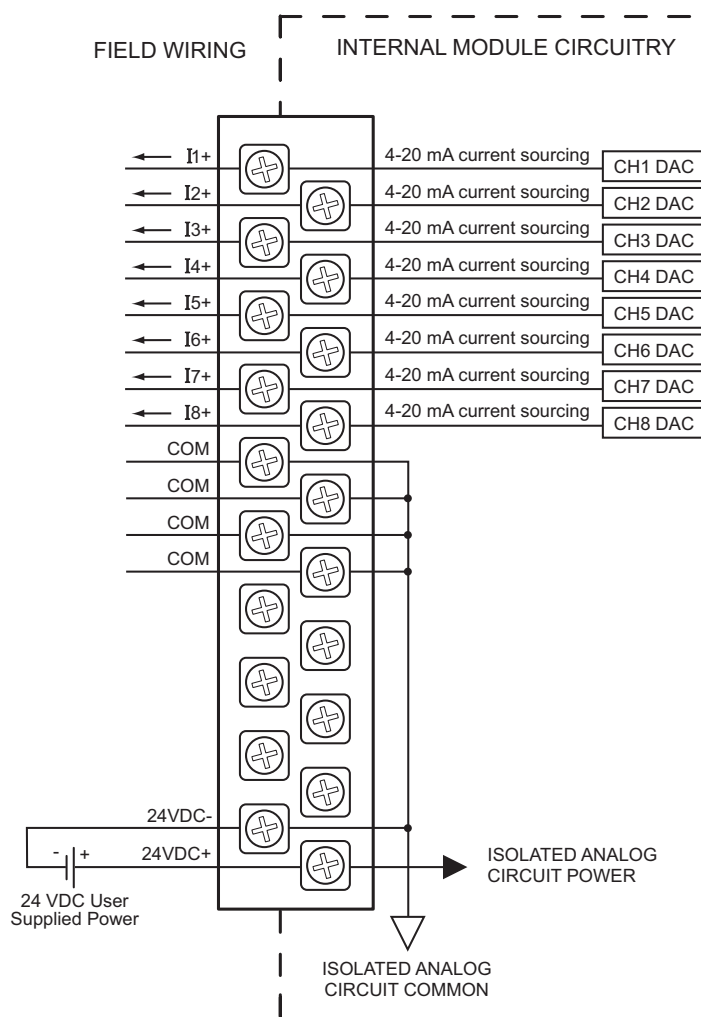 FIELD WIRING
INTERNAL MODULE CIRCUITRY
I1+ 4-20 mA current sourcing CH1 DAC
I2+ 4-20 mA current sourcing CH2 DAC
I3+ 4-20 mA current sourcing CH3 DAC
I4+ 4-20 mA current sourcing CH4 DAC
I5+ 4-20 mA current sourcing CH5 DAC
I6+ 4-20 mA current sourcing CH6 DAC
I7+ 4-20 mA current sourcing CH7 DAC
I8+ 4-20 mA current sourcing CH8 DAC
COM
COM
COM
COM
24VDC-
- + 24VDC+
24 VDC User
Supplied Power
ISOLATED ANALOG
CIRCUIT POWER
ISOLATED ANALOG
CIRCUIT COMMON